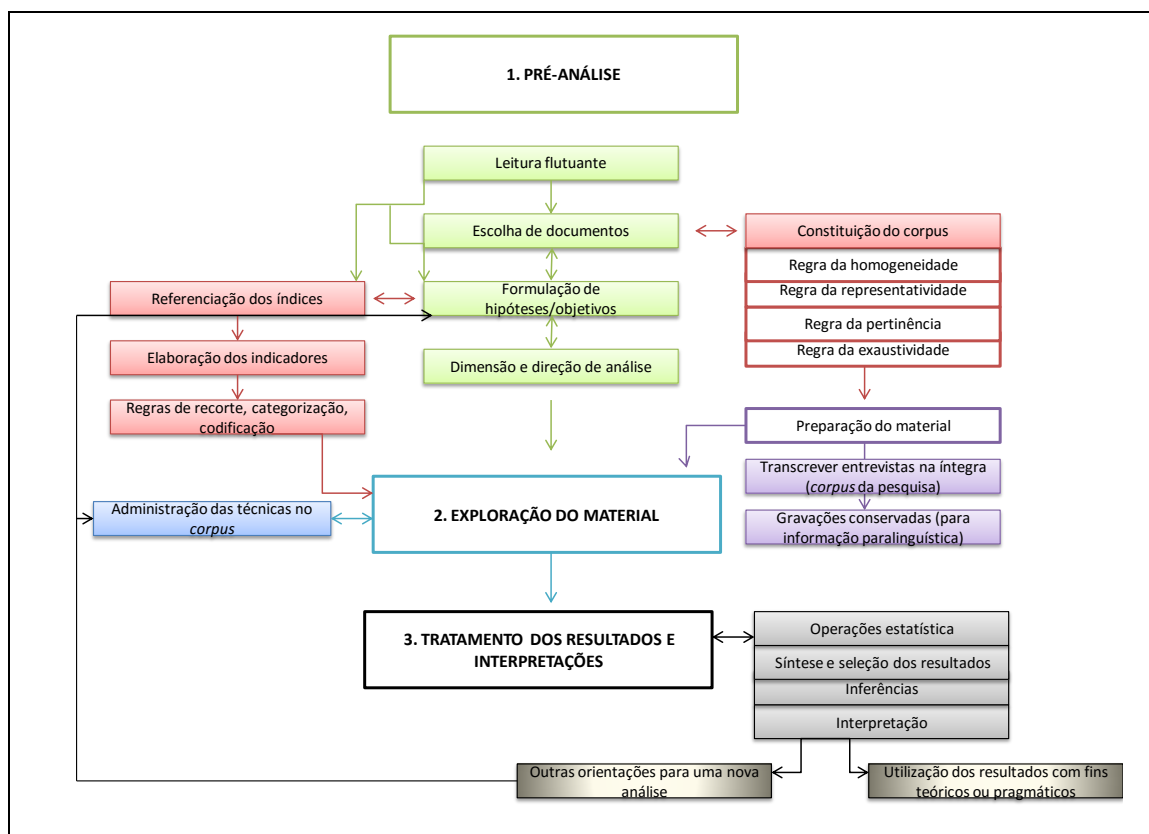 1. PRÉ-ANÁLISE
Leitura flutuante
Escolha de documentos
Constituição do corpus
Regra da homogeneidade
Referenciação dos índices
Formulação de
hipóteses/objetivos
Regra da representatividade
Regra da pertinência
Elaboração dos indicadores
Dimensão e direção de análise
Regra da exaustividade
Regras de recorte, categorização,
codificação
Preparação do material
Transcrever entrevistas na íntegra
(corpus da pesquisa)
Administração das técnicas no
corpus
2. EXPLORAÇÃO DO MATERIAL
Gravações conservadas (para
informação paralinguística)
3. TRATAMENTO DOS RESULTADOS E
INTERPRETAÇÕES
Operações estatística
Síntese e seleção dos resultados
Inferências
Interpretação
Outras orientações para uma nova
análise
Utilização dos resultados com fins
teóricos ou pragmáticos